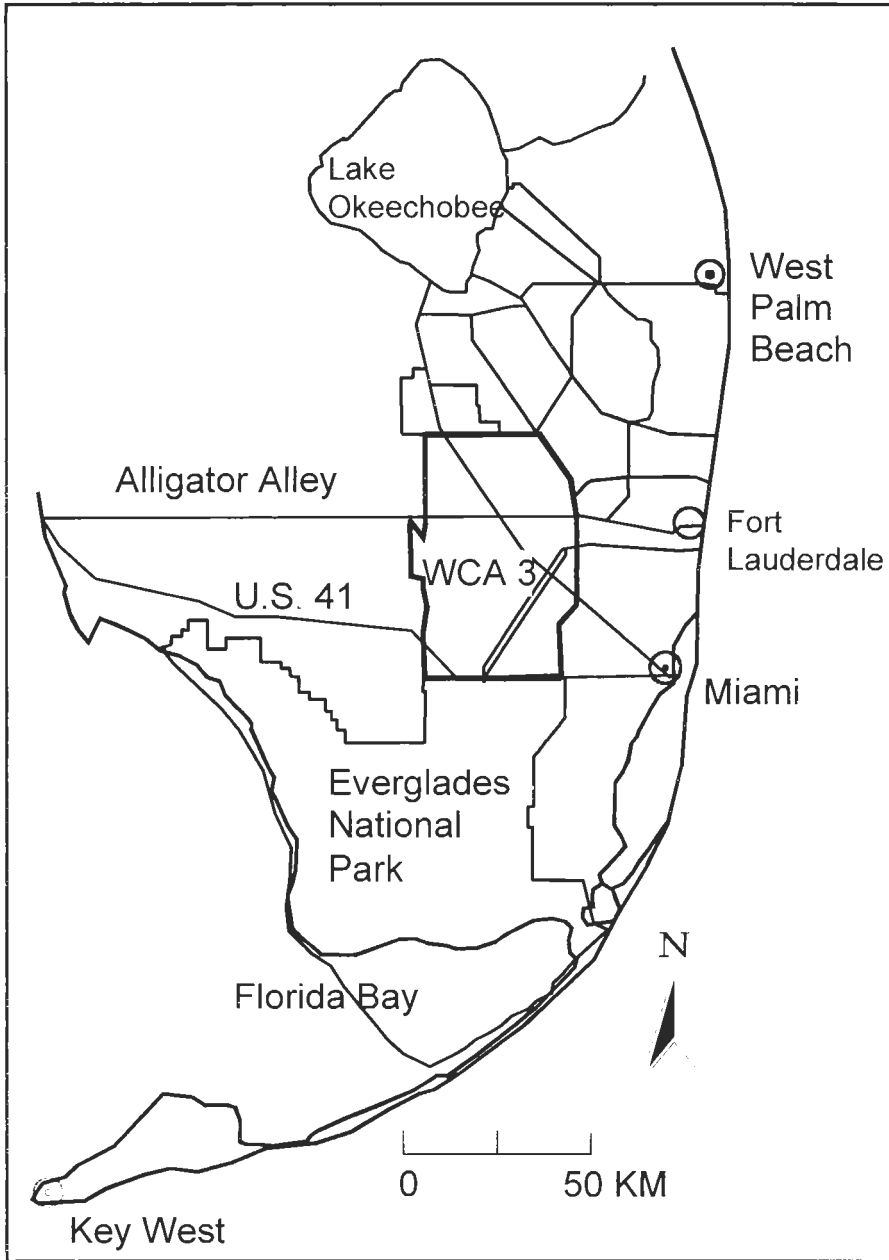 Lake
Okeechobee
West
Palm
Beach
Alligator Alley
Fort
Lauderdale
WCA 3
U.S. 41
Miami
Everglades
National
Park
N
Florida Bay
0 50 KM
Key West